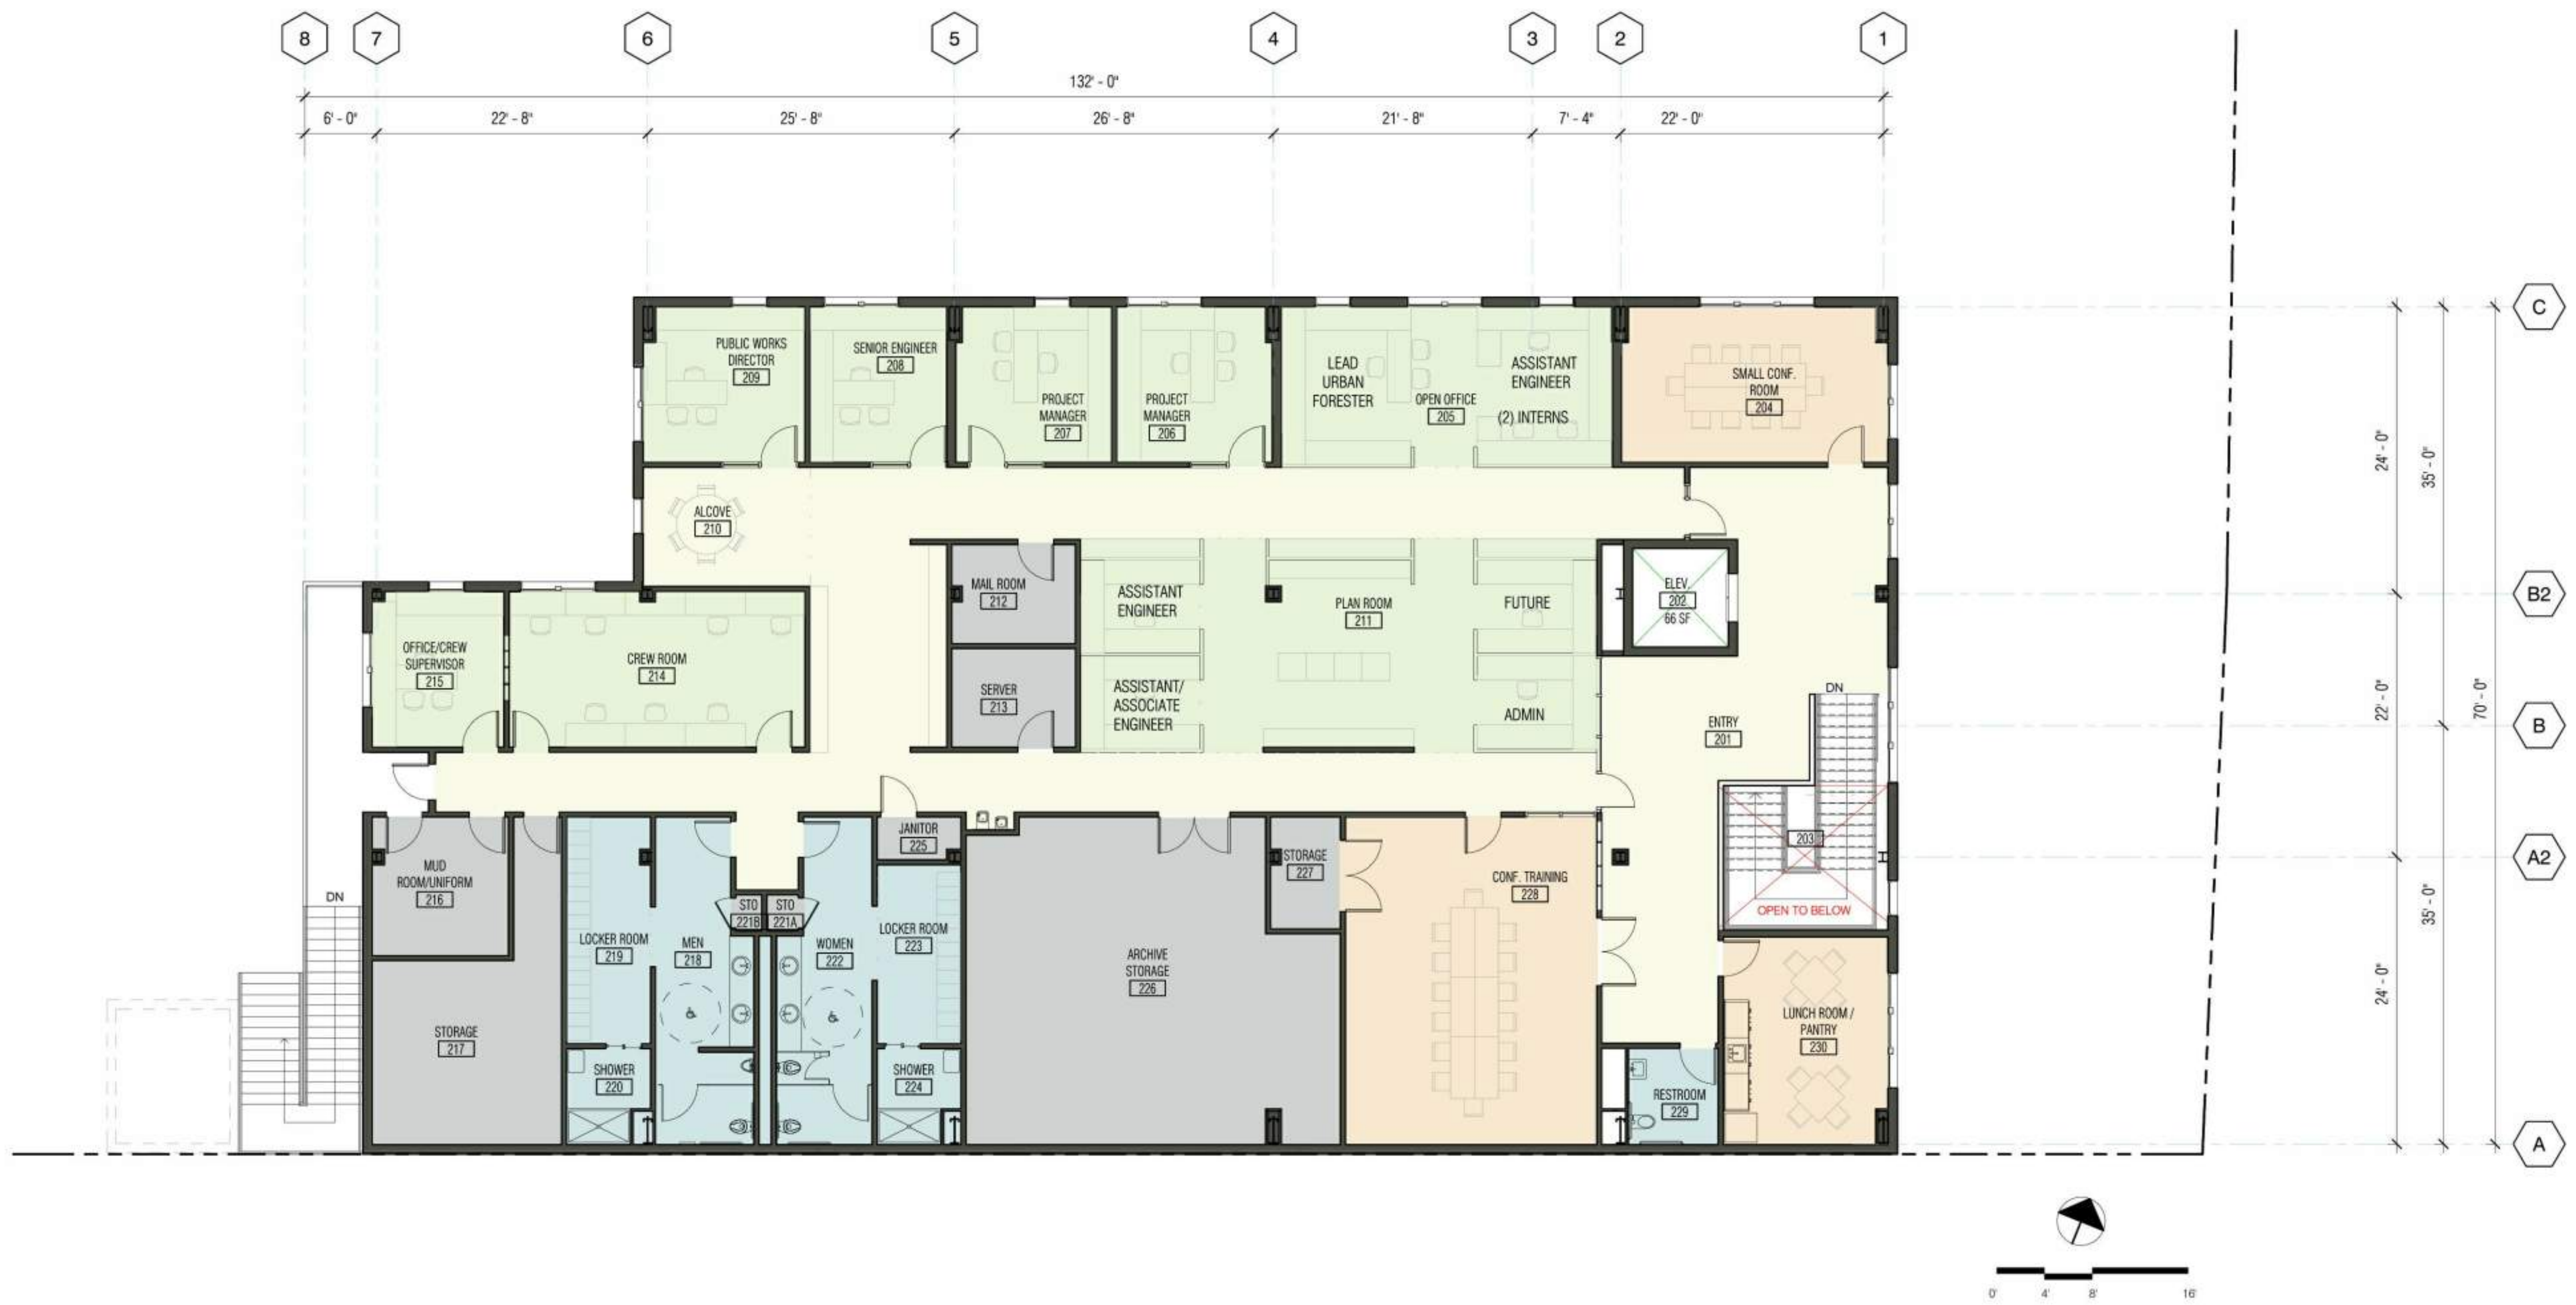 8
7
6
5
4
3
2
1
132' - 0"
6' - 0"
22' - 8"
25' - 8"
26' - 8"
21' - 8"
7' - 4"
22' - 0"
C
B2
B
A2
A
24' - 0"
22' - 0"
24' - 0"
35' - 0"
35' - 0"
70' - 0"
PUBLIC WORKS
DIRECTOR
209
SENIOR ENGINEER
208
PROJECT
MANAGER
207
PROJECT
MANAGER
206
LEAD
URBAN
FORESTER
OPEN OFFICE
205
ASSISTANT
ENGINEER
(2) INTERNS
SMALL CONF.
ROOM
204
ALCOVE
210
MAIL ROOM
212
ASSISTANT
ENGINEER
PLAN ROOM
211
FUTURE
ELEV.
202
66 SF
OFFICE/CREW
SUPERVISOR
215
CREW ROOM
214
SERVER
213
ASSISTANT/
ASSOCIATE
ENGINEER
ADMIN
ENTRY
201
DN
203
OPEN TO BELOW
DN
MUD
ROOM/UNIFORM
216
STORAGE
217
LOCKER ROOM
219
MEN
218
STO
221B
STO
221A
WOMEN
222
JANITOR
225
LOCKER ROOM
223
SHOWER
220
SHOWER
224
ARCHIVE
STORAGE
226
STORAGE
227
CONF. TRAINING
228
RESTROOM
229
LUNCH ROOM /
PANTRY
230
0'
4'
8'
16'